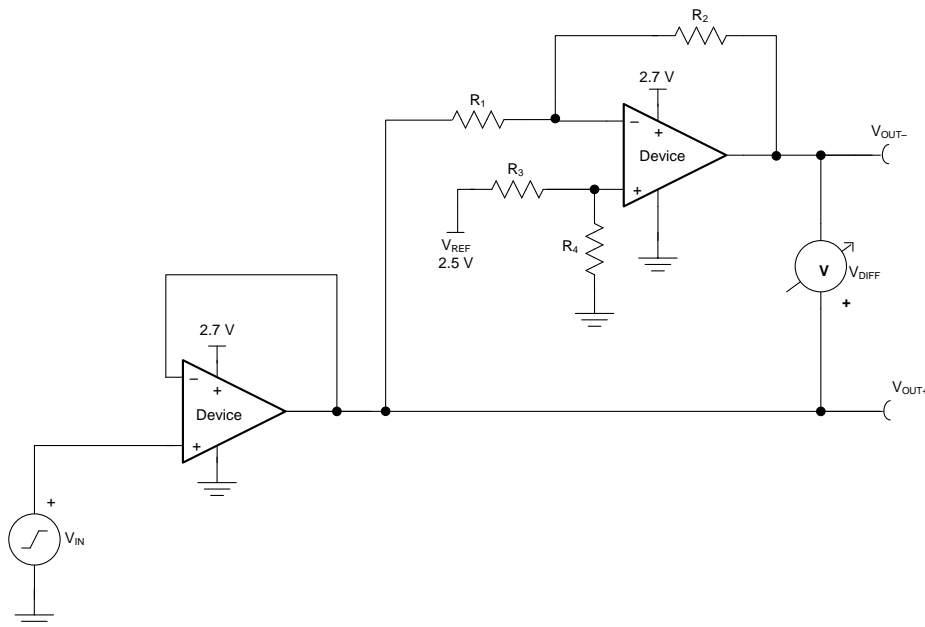 R2
2.7 V
R1
−
+
Device
VOUT−
R3
+
VREF
2.5 V
R4
V
VDIFF
+
2.7 V
−
+
Device
VOUT+
+
+
VIN